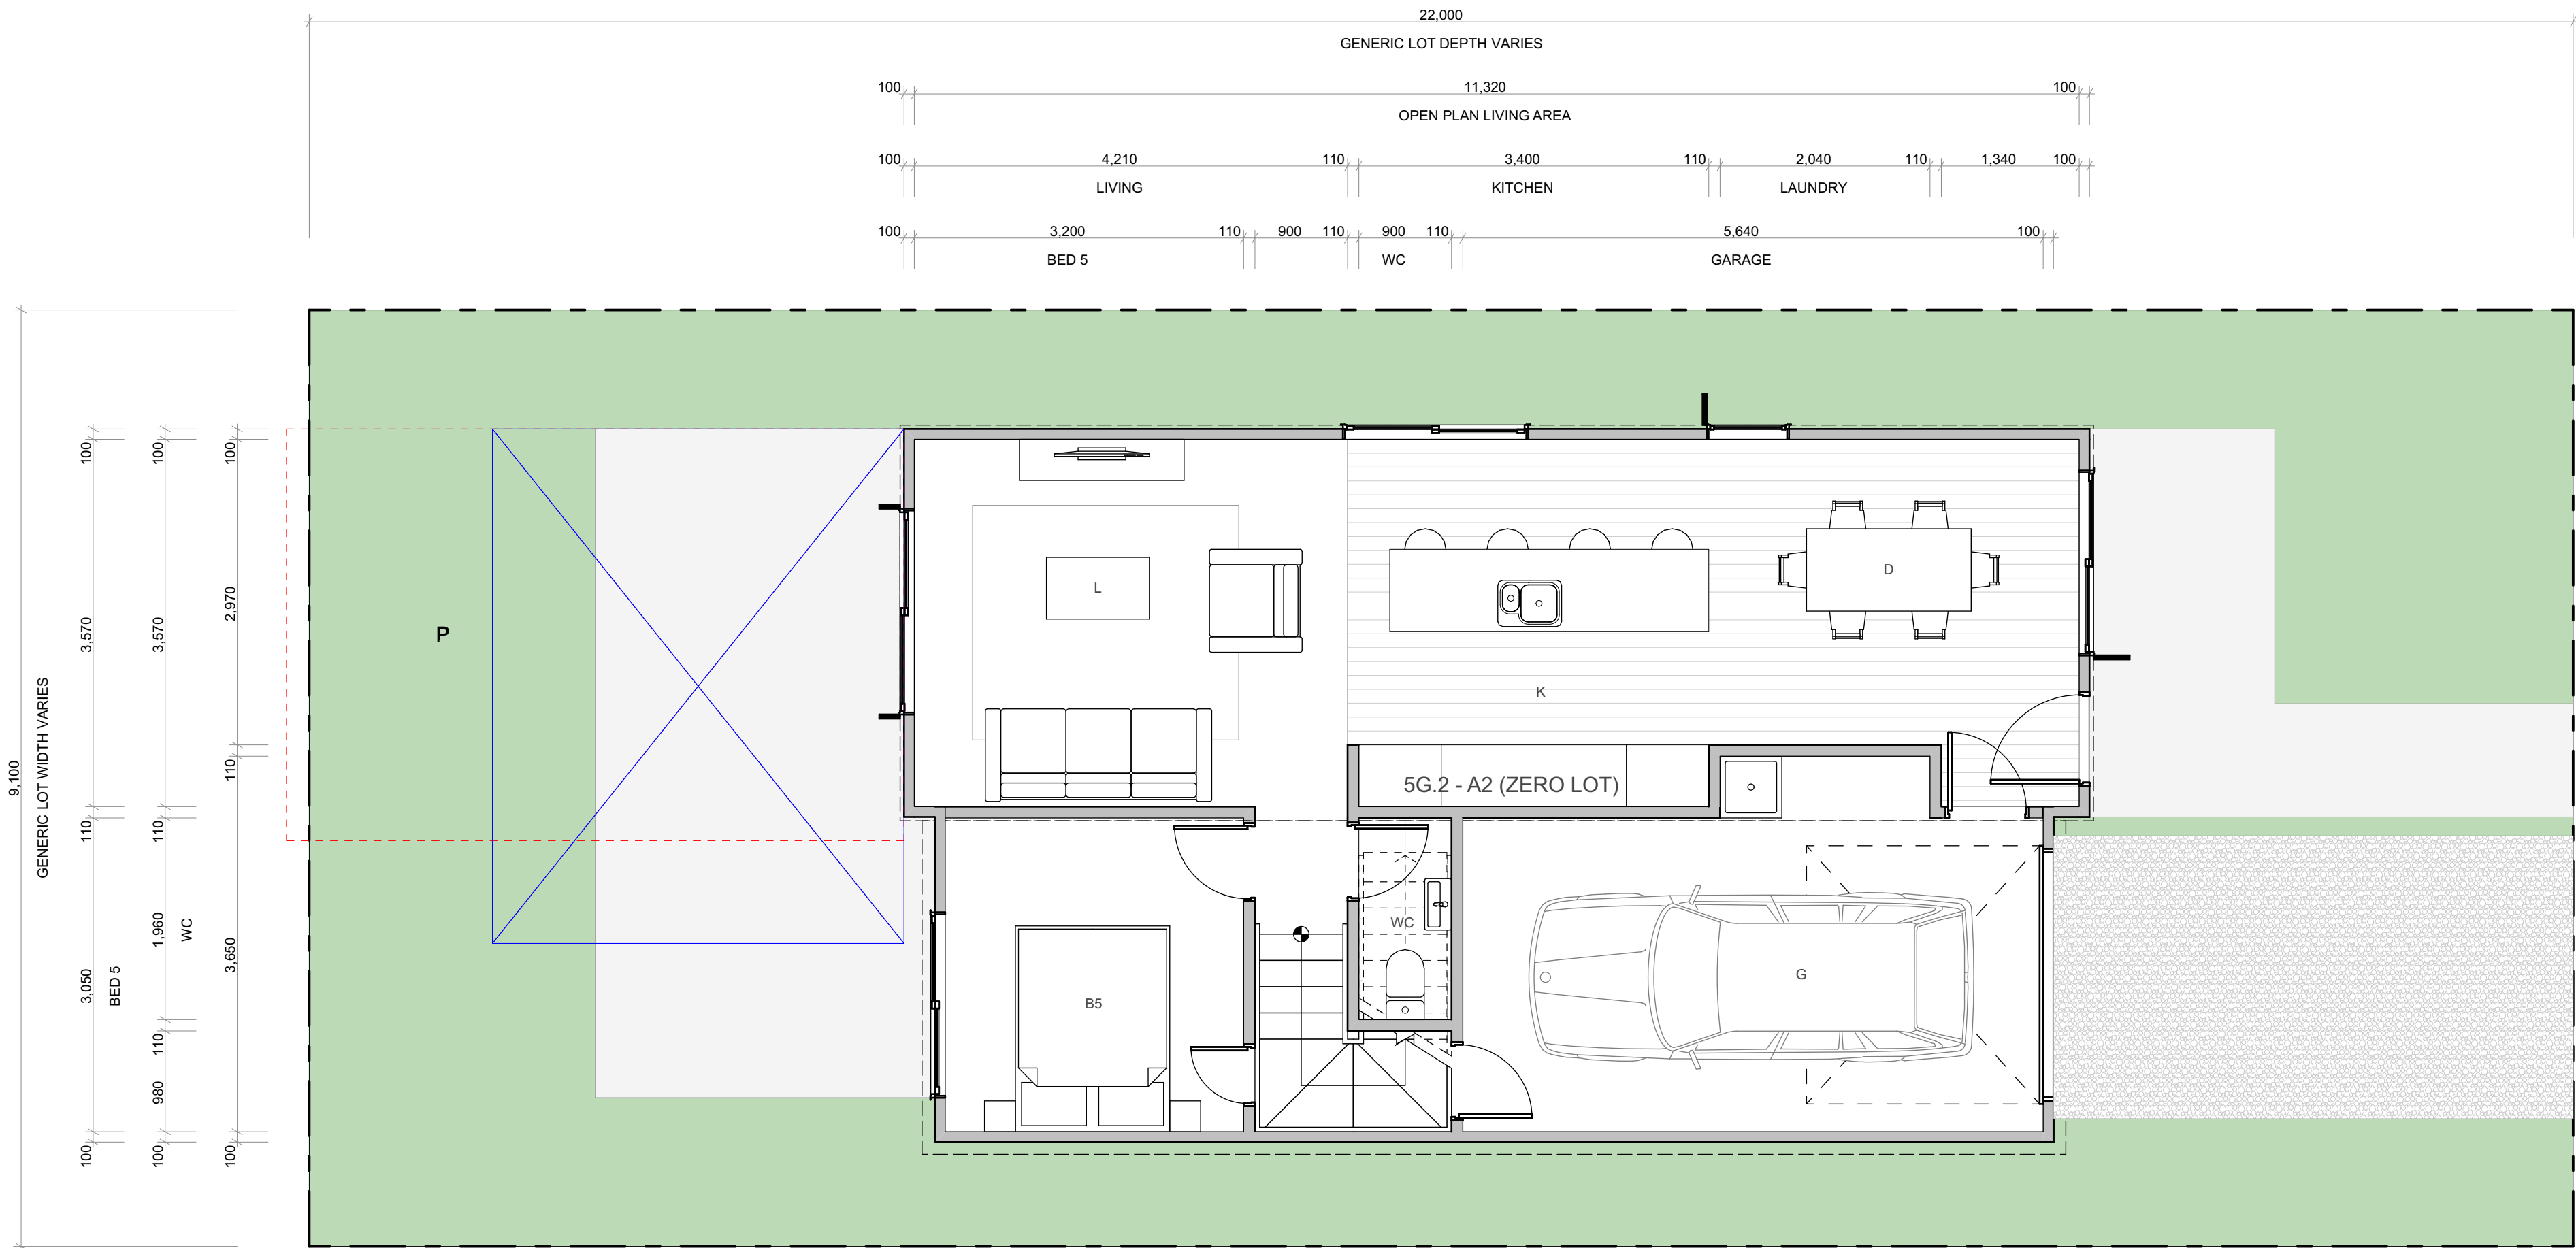 22,000
GENERIC LOT DEPTH VARIES
100 11,320 100
OPEN PLAN LIVING AREA
100 4,210 110 3,400 110 2,040 110 1,340 100
LIVING KITCHEN LAUNDRY
100 3,200 110 900 110 900 110 5,640 100
BED 5 WC GARAGE
9,100
GENERIC LOT WIDTH VARIES
100 3,570 110 3,050 100
BED 5
100 3,570 110 1,960 110 980 100
WC
100 2,970 110 3,650 100
P
L
D
K
5G.2 - A2 (ZERO LOT)
WC
B5
G